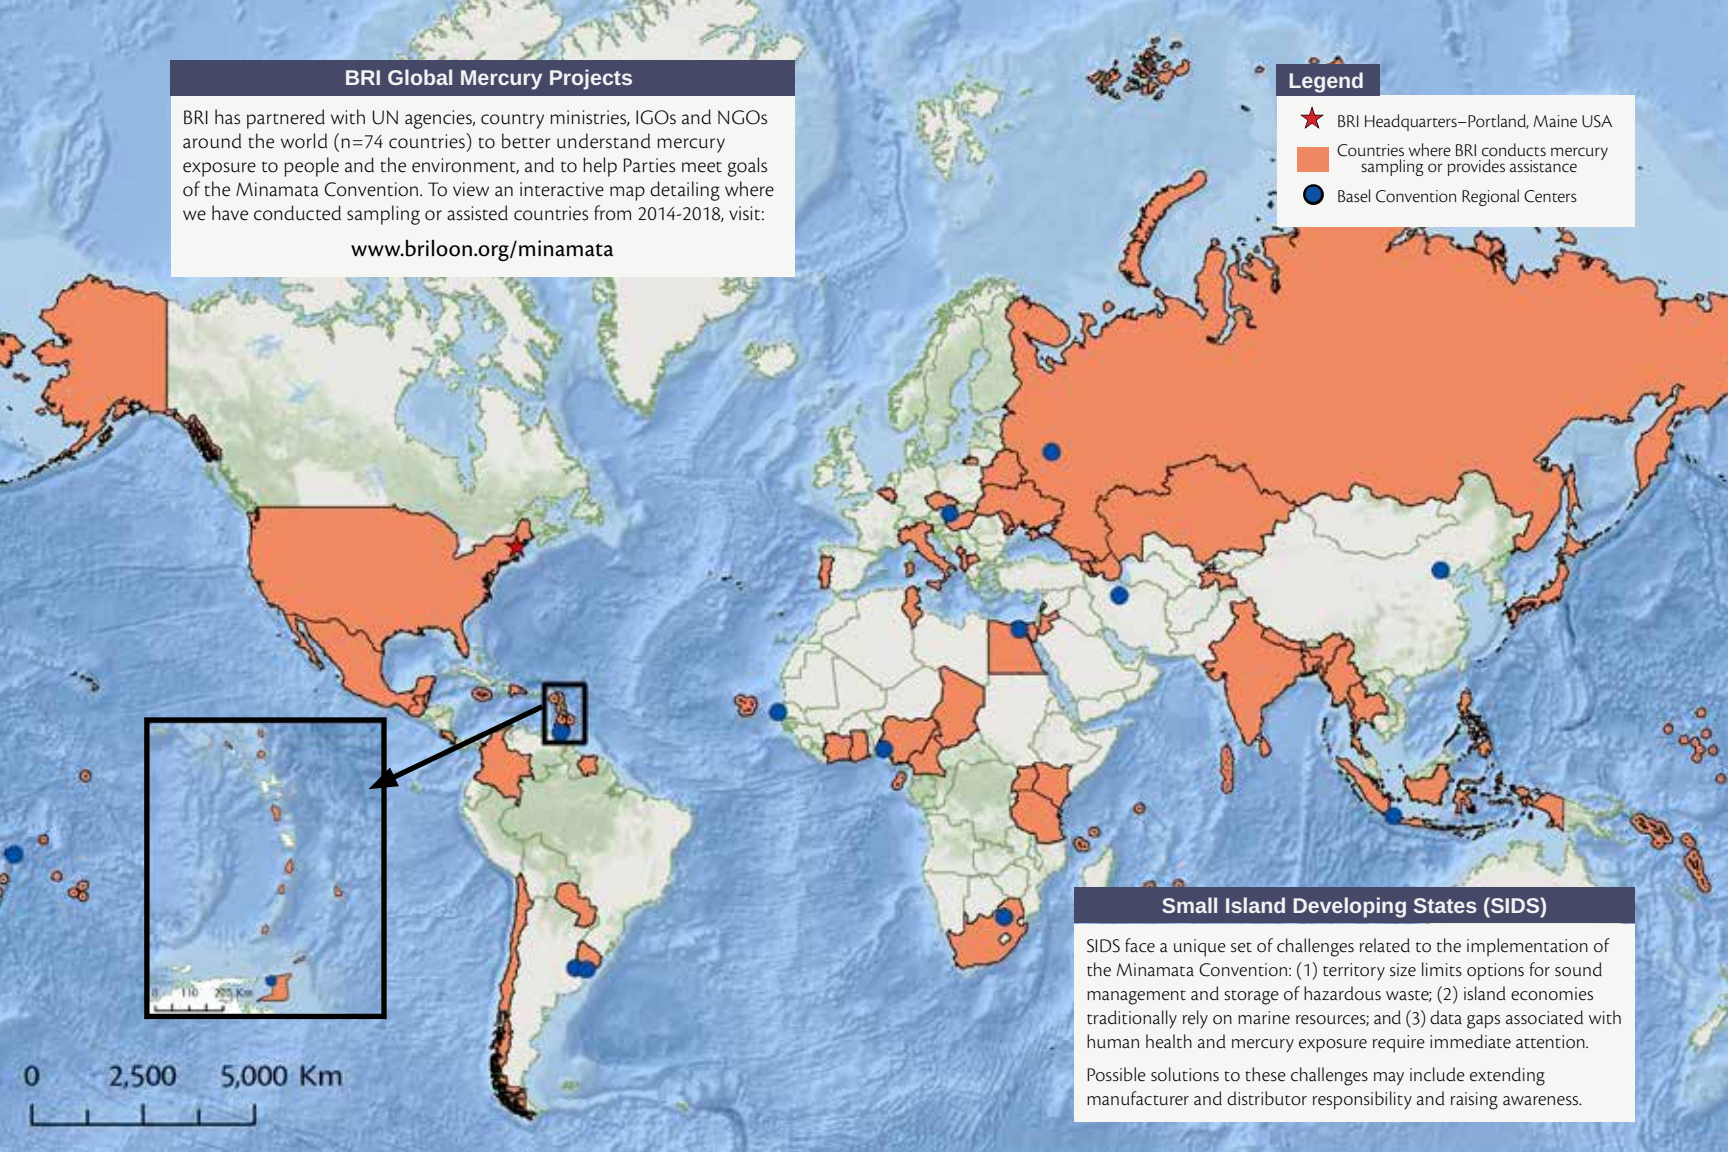 BRI Global Mercury Projects
BRI has partnered with UN agencies, country ministries, IGOs and NGOs
around the world (n=74 countries) to better understand mercury
exposure to people and the environment, and to help Parties meet goals
of the Minamata Convention. To view an interactive map detailing where
we have conducted sampling or assisted countries from 2014-2018, visit:
www.briloon.org/minamata
Legend
BRI Headquarters–Portland, Maine USA
Countries where BRI conducts mercury
sampling or provides assistance
Basel Convention Regional Centers
0 110 Km
0 2,500 5,000 Km
Small Island Developing States (SIDS)
SIDS face a unique set of challenges related to the implementation of
the Minamata Convention: (1) territory size limits options for sound
management and storage of hazardous waste; (2) island economies
traditionally rely on marine resources; and (3) data gaps associated with
human health and mercury exposure require immediate attention.
Possible solutions to these challenges may include extending
manufacturer and distributor responsibility and raising awareness.